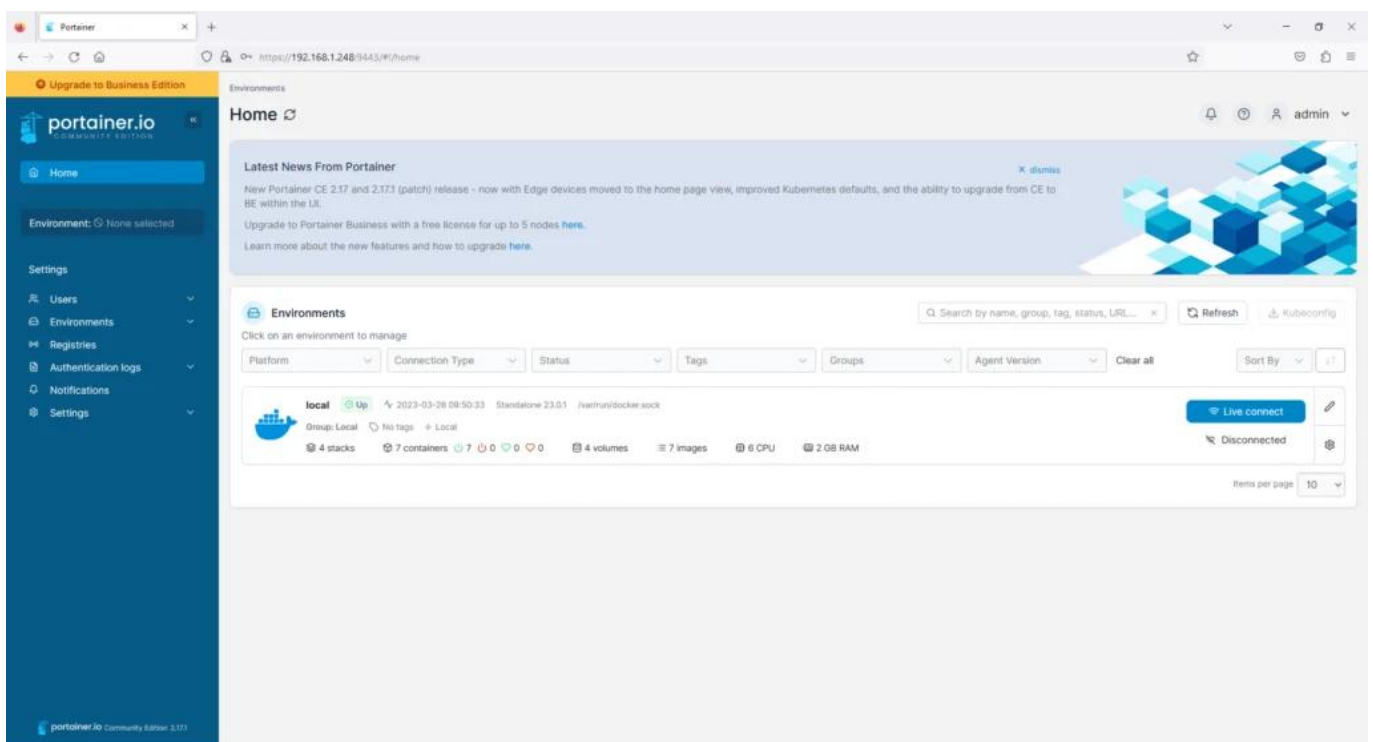 Portainer
https://192.168.1.248:9443/#!/home
Upgrade to Business Edition
portainer.io
COMMUNITY EDITION
Home
Environment: None selected
Settings
Users
Environments
Registries
Authentication logs
Notifications
Settings
portainer.io Community Edition 2.17.1
Environments
Home
admin
Latest News From Portainer
dismiss
New Portainer CE 2.17 and 2.17.1 (patch) release - now with Edge devices moved to the home page view, improved Kubernetes defaults, and the ability to upgrade from CE to
BE within the UI.
Upgrade to Portainer Business with a free license for up to 5 nodes here.
Learn more about the new features and how to upgrade here.
Environments
Search by name, group, tag, status, URL...
Refresh
Kubeconfig
Click on an environment to manage
Platform Connection Type Status Tags Groups Agent Version Clear all Sort By
local Up 2023-03-28 09:50:33 Standalone 23.0.1 /var/run/docker.sock
Group: Local No tags Local
4 stacks 7 containers 7 0 0 0 4 volumes 7 images 6 CPU 2 GB RAM
Live connect
Disconnected
Items per page 10